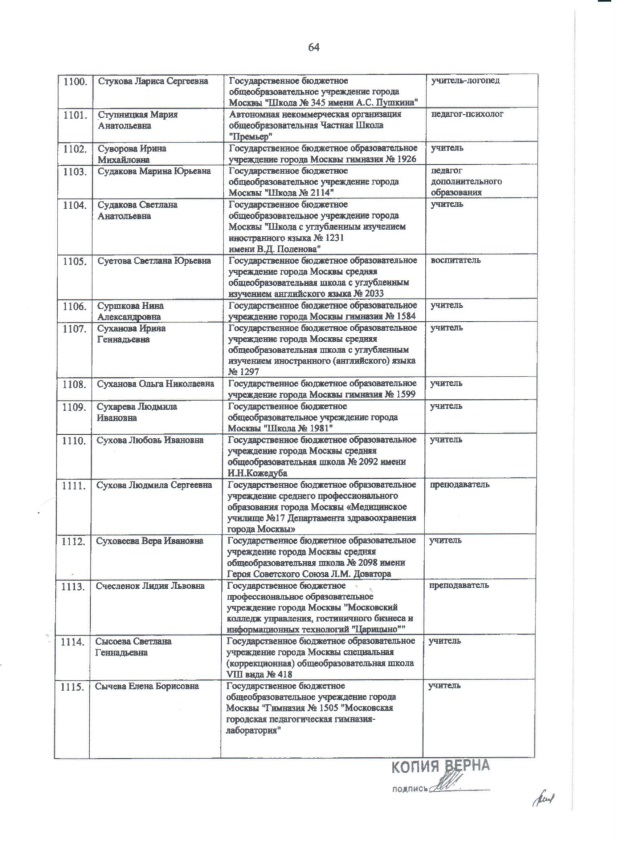 64
1100. Стукова Лариса Сергеевна Государственное бюджетное учитель-логопед
общеобразовательное учреждение города
Москвы "Школа № 345 имени А.С. Пушкина"
1101. Ступницкая Мария Автономная некоммерческая организация педагог-психолог
Анатольевна общеобразовательная Частная Школа
"Премьер"
1102. Суворова Ирина Государственное бюджетное образовательное учитель
Михайловна учреждение города Москвы гимназия № 1926
1103. Судакова Марина Юрьевна Государственное бюджетное педагог
общеобразовательное учреждение города дополнительного
Москвы "Школа № 2114" образования
1104. Судакова Светлана Государственное бюджетное учитель
Анатольевна общеобразовательное учреждение города
Москвы "Школа с углубленным изучением
иностранного языка № 1231
имени В.Д. Поленова"
1105. Суетова Светлана Юрьевна Государственное бюджетное образовательное воспитатель
учреждение города Москвы средняя
общеобразовательная школа с углубленным
изучением английского языка № 2033
1106. Суршкова Нина Государственное бюджетное образовательное учитель
Александровна учреждение города Москвы гимназия № 1584
1107. Суханова Ирина Государственное бюджетное образовательное учитель
Геннадьевна учреждение города Москвы средняя
общеобразовательная школа с углубленным
изучением иностранного (английского) языка
№ 1297
1108. Суханова Ольга Николаевна Государственное бюджетное образовательное учитель
учреждение города Москвы гимназия № 1599
1109. Сухарева Людмила Государственное бюджетное учитель
Ивановна общеобразовательное учреждение города
Москвы "Школа № 1981"
1110. Сухова Любовь Ивановна Государственное бюджетное образовательное учитель
учреждение города Москвы средняя
общеобразовательная школа № 2092 имени
И.Н.Кожедуба
1111. Сухова Людмила Сергеевна Государственное бюджетное образовательное преподаватель
учреждение среднего профессионального
образования города Москвы «Медицинское
училище №17 Департамента здравоохранения
города Москвы»
1112. Суховеева Вера Ивановна Государственное бюджетное образовательное учитель
учреждение города Москвы средняя
общеобразовательная школа № 2098 имени
Героя Советского Союза Л.М. Доватора
1113. Счесленок Лидия Львовна Государственное бюджетное преподаватель
профессиональное образовательное
учреждение города Москвы "Московский
колледж управления, гостиничного бизнеса и
информационных технологий "Царицыно""
1114. Сысоева Светлана Государственное бюджетное образовательное учитель
Геннадьевна учреждение города Москвы специальная
(коррекционная) общеобразовательная школа
VIII вида № 418
1115. Сычева Елена Борисовна Государственное бюджетное учитель
общеобразовательное учреждение города
Москвы "Гимназия № 1505 "Московская
городская педагогическая гимназия-
лаборатория"
КОПИЯ ВЕРНА
ПОДПИСЬ